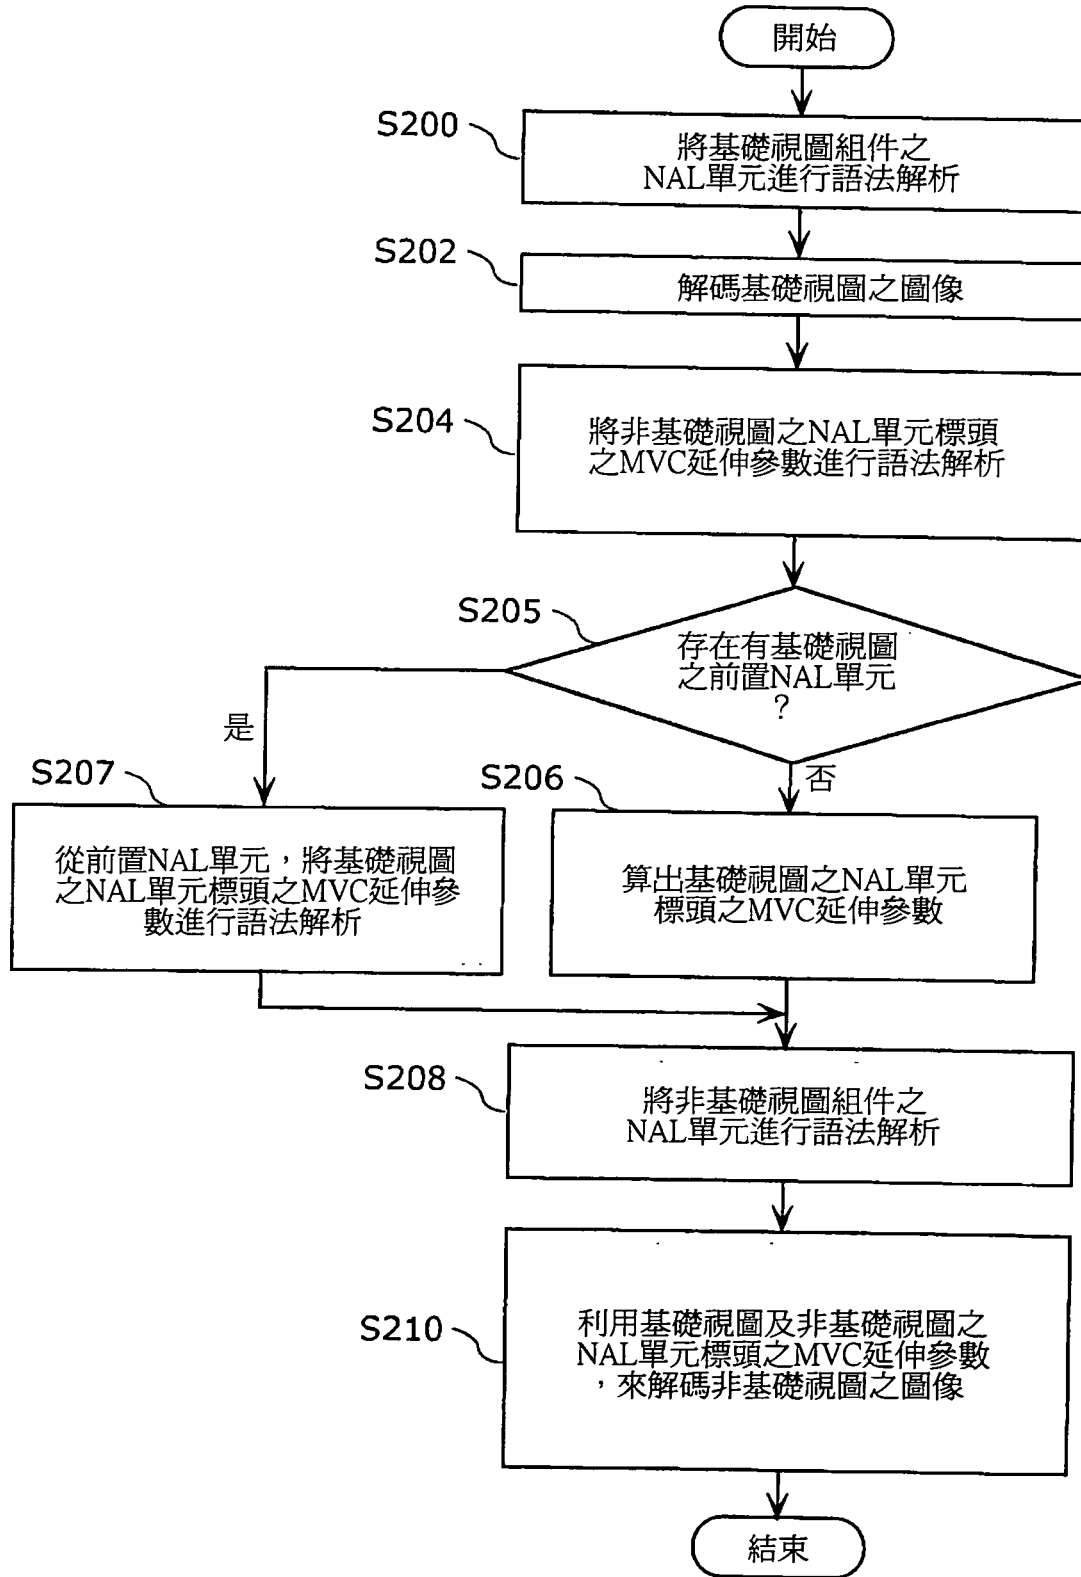 開始
S200
將基礎視圖組件之
NAL單元進行語法解析
S202
解碼基礎視圖之圖像
S204
將非基礎視圖之NAL單元標頭
之MVC延伸參數進行語法解析
S205
存在有基礎視圖
之前置NAL單元
？
是
否
S207
從前置NAL單元，將基礎視圖
之NAL單元標頭之MVC延伸參
數進行語法解析
S206
算出基礎視圖之NAL單元
標頭之MVC延伸參數
S208
將非基礎視圖組件之
NAL單元進行語法解析
S210
利用基礎視圖及非基礎視圖之
NAL單元標頭之MVC延伸參數
，來解碼非基礎視圖之圖像
結束